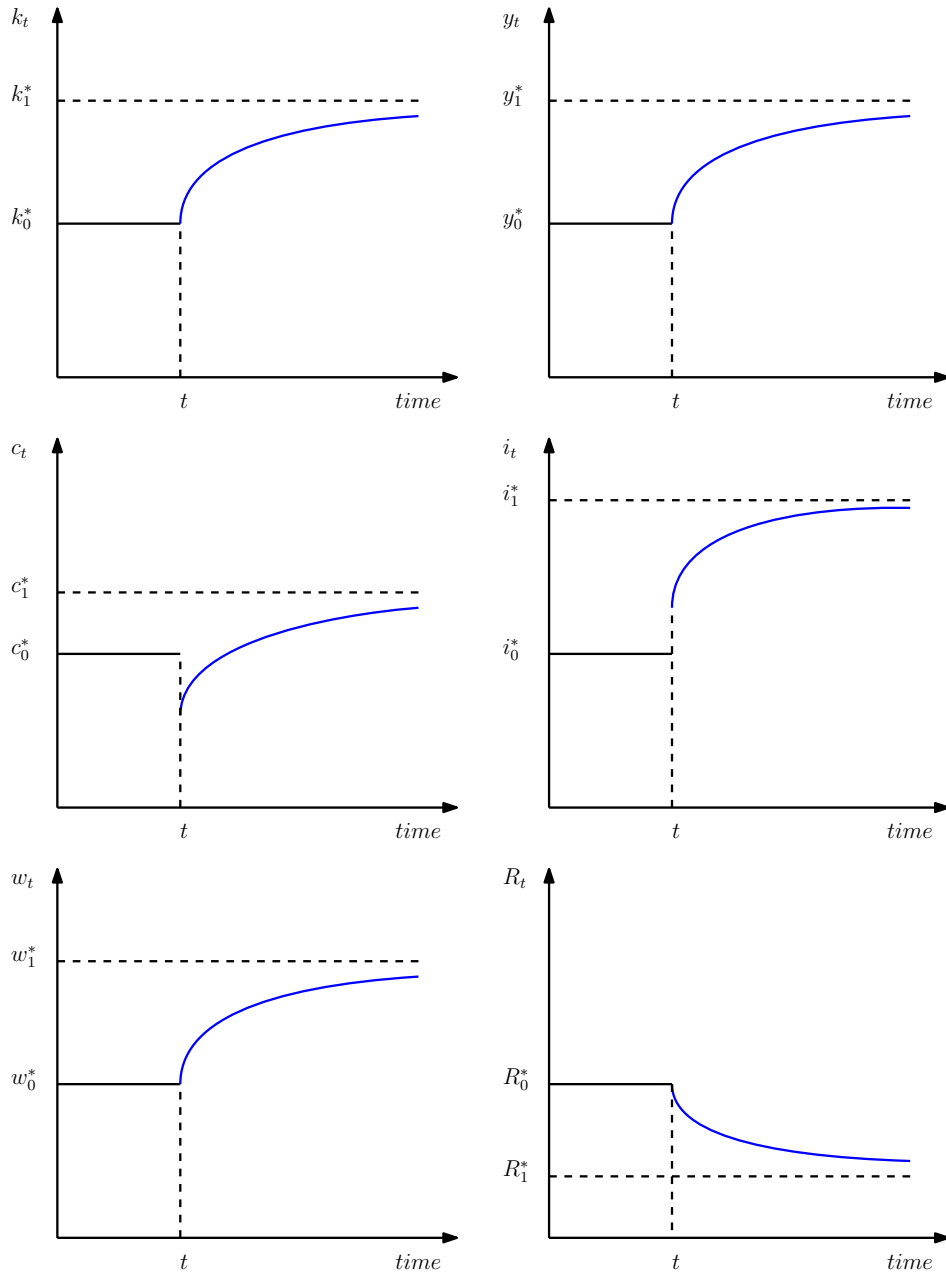 k_t
k_1^*
k_0^*
t
time
y_t
y_1^*
y_0^*
t
time
c_t
c_1^*
c_0^*
t
time
i_t
i_1^*
i_0^*
t
time
w_t
w_1^*
w_0^*
t
time
R_t
R_0^*
R_1^*
t
time